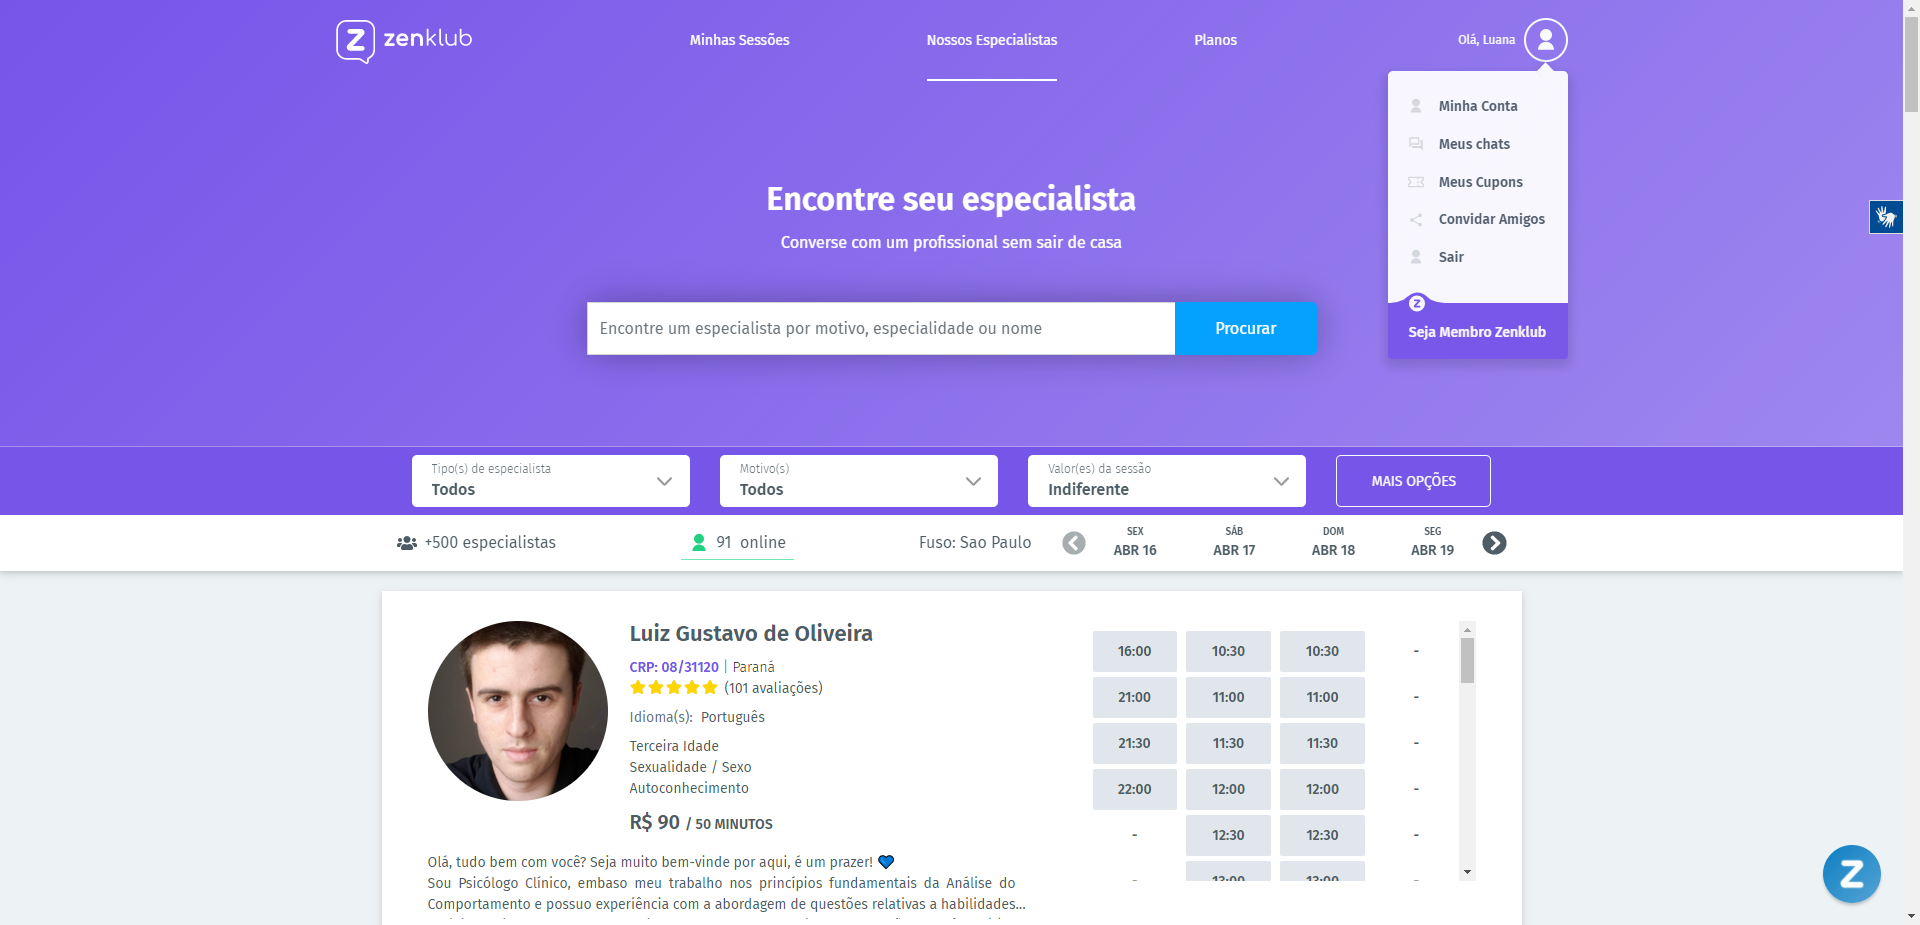 zenklub
Minhas Sessões
Nossos Especialistas
Planos
Olá, Luana
Minha Conta
Meus chats
Meus Cupons
Convidar Amigos
Sair
Seja Membro Zenklub
Encontre seu especialista
Converse com um profissional sem sair de casa
Encontre um especialista por motivo, especialidade ou nome
Procurar
Tipo(s) de especialista
Todos
Motivo(s)
Todos
Valor(es) da sessão
Indiferente
MAIS OPÇÕES
+500 especialistas
91 online
Fuso: Sao Paulo
SEX
ABR 16
SÁB
ABR 17
DOM
ABR 18
SEG
ABR 19
Luiz Gustavo de Oliveira
CRP: 08/31120 | Paraná
(101 avaliações)
Idioma(s): Português
Terceira Idade
Sexualidade / Sexo
Autoconhecimento
R$ 90 / 50 MINUTOS
Olá, tudo bem com você? Seja muito bem-vinde por aqui, é um prazer! 💙
Sou Psicólogo Clínico, embaso meu trabalho nos princípios fundamentais da Análise do
Comportamento e possuo experiência com a abordagem de questões relativas a habilidades...
16:00 10:30 10:30 -
21:00 11:00 11:00 -
21:30 11:30 11:30 -
22:00 12:00 12:00 -
- 12:30 12:30 -
- 13:00 13:00 -